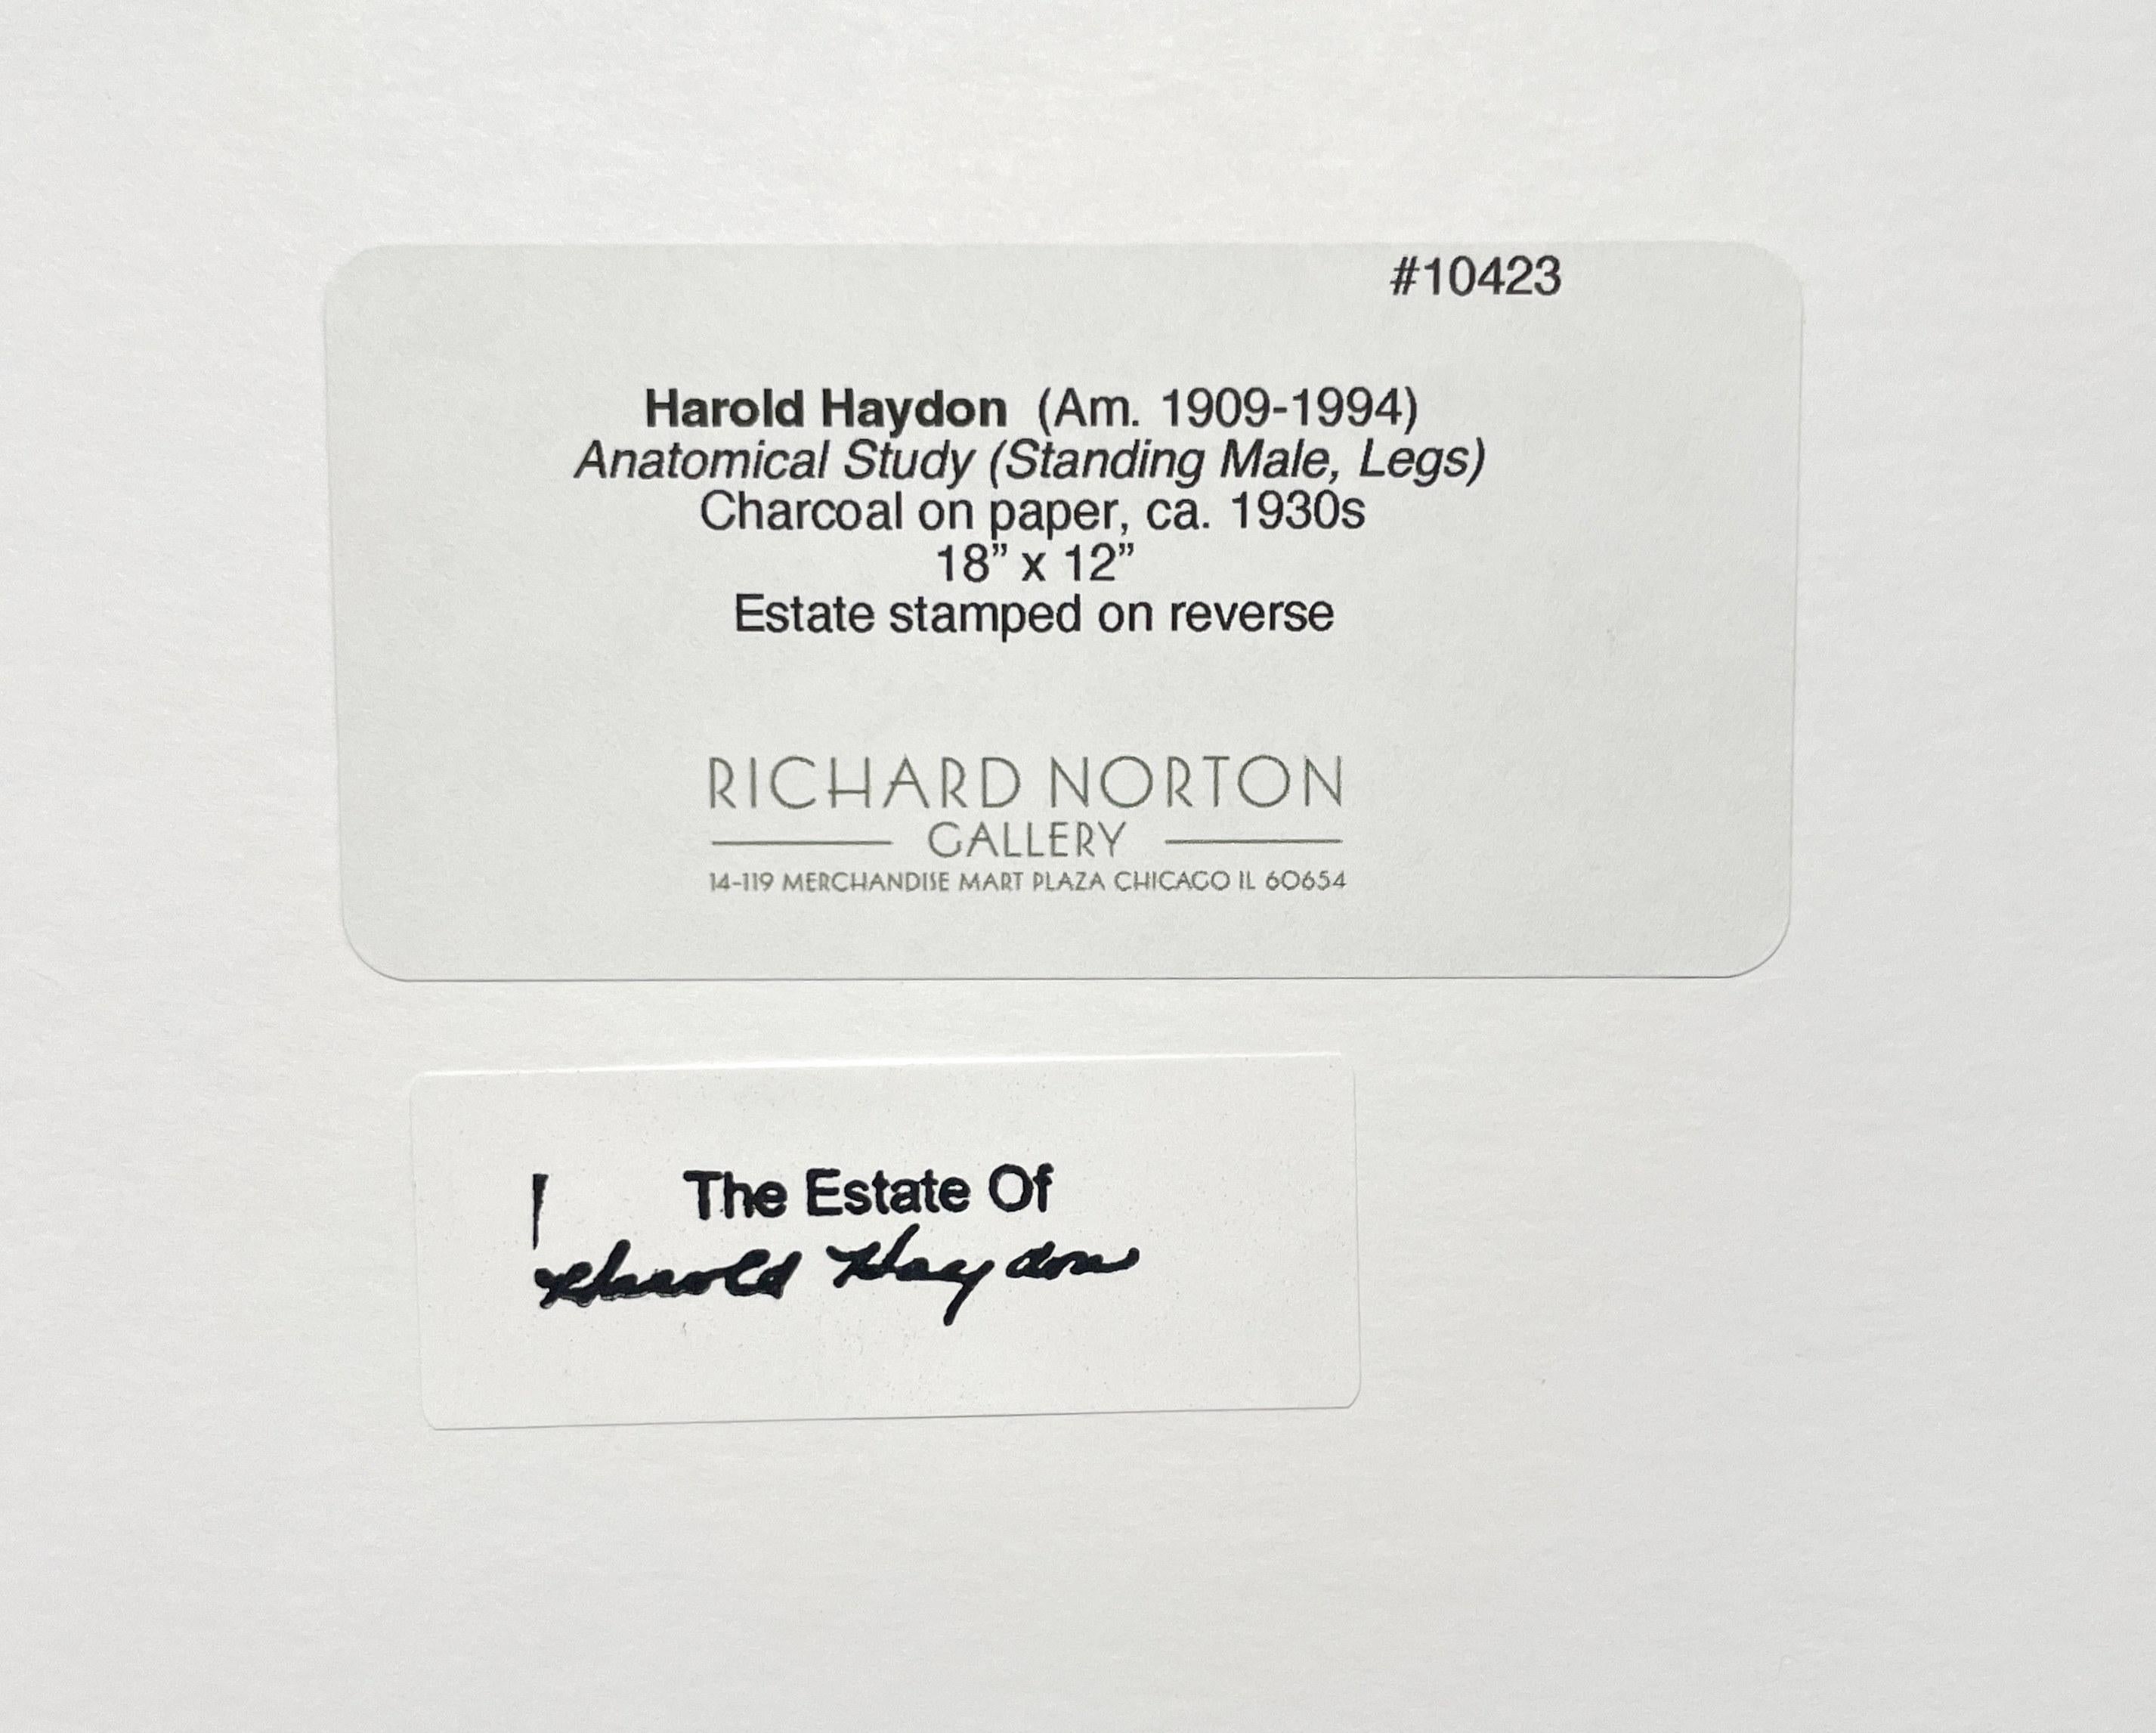 #10423
Harold Haydon (Am. 1909-1994)
Anatomical Study (Standing Male, Legs)
Charcoal on paper, ca. 1930s
18” x 12”
Estate stamped on reverse
RICHARD NORTON
GALLERY
14-119 MERCHANDISE MART PLAZA CHICAGO IL 60654
The Estate Of
Harold Haydon